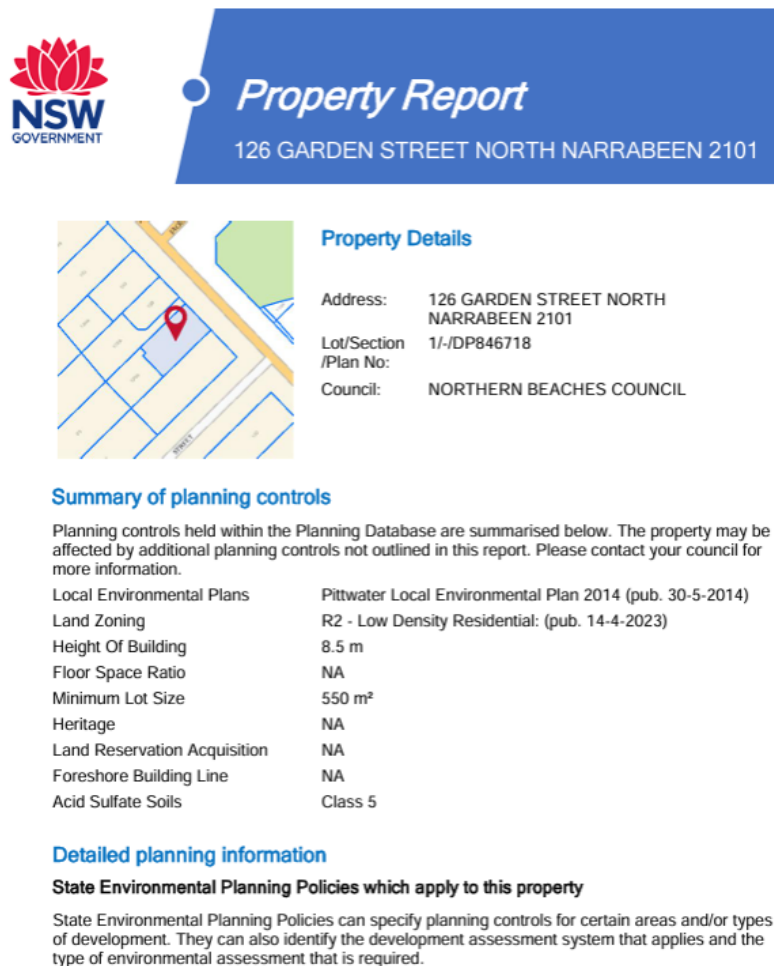 NSW
GOVERNMENT
Property Report
126 GARDEN STREET NORTH NARRABEEN 2101
STREET
Property Details
Address: 126 GARDEN STREET NORTH
NARRABEEN 2101
Lot/Section 1/-/DP846718
/Plan No:
Council: NORTHERN BEACHES COUNCIL
Summary of planning controls
Planning controls held within the Planning Database are summarised below. The property may be
affected by additional planning controls not outlined in this report. Please contact your council for
more information.
Local Environmental Plans Pittwater Local Environmental Plan 2014 (pub. 30-5-2014)
Land Zoning R2 - Low Density Residential: (pub. 14-4-2023)
Height Of Building 8.5 m
Floor Space Ratio NA
Minimum Lot Size 550 m²
Heritage NA
Land Reservation Acquisition NA
Foreshore Building Line NA
Acid Sulfate Soils Class 5
Detailed planning information
State Environmental Planning Policies which apply to this property
State Environmental Planning Policies can specify planning controls for certain areas and/or types
of development. They can also identify the development assessment system that applies and the
type of environmental assessment that is required.